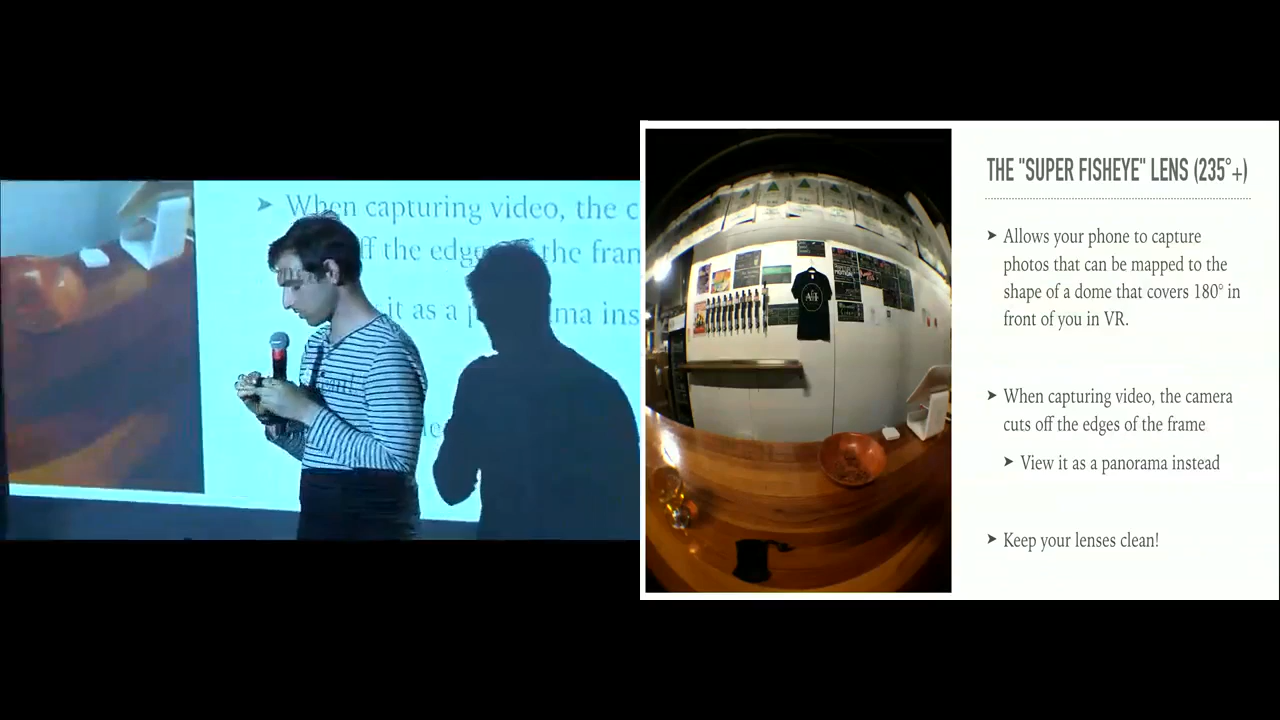 When capturing video, the c
ff the edge the fram
it as a p ama ins
THE "SUPER FISHEYE" LENS (235°+)
➤ Allows your phone to capture
photos that can be mapped to the
shape of a dome that covers 180° in
front of you in VR.
➤ When capturing video, the camera
cuts off the edges of the frame
➤ View it as a panorama instead
➤ Keep your lenses clean!